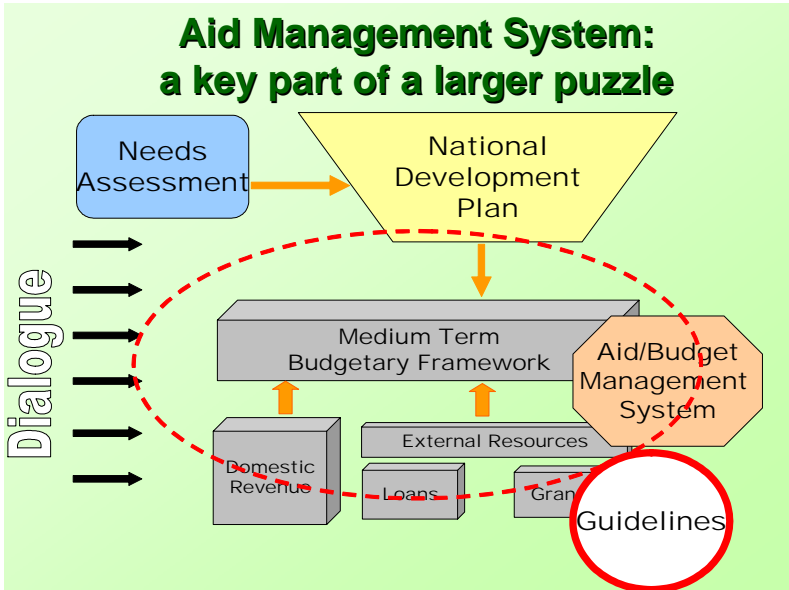 Aid Management System:
a key part of a larger puzzle
Needs
Assessment
National
Development
Plan
Dialogue
Medium Term
Budgetary Framework
Aid/Budget
Management
System
External Resources
Domestic
Revenue
Loans
Gran
Guidelines